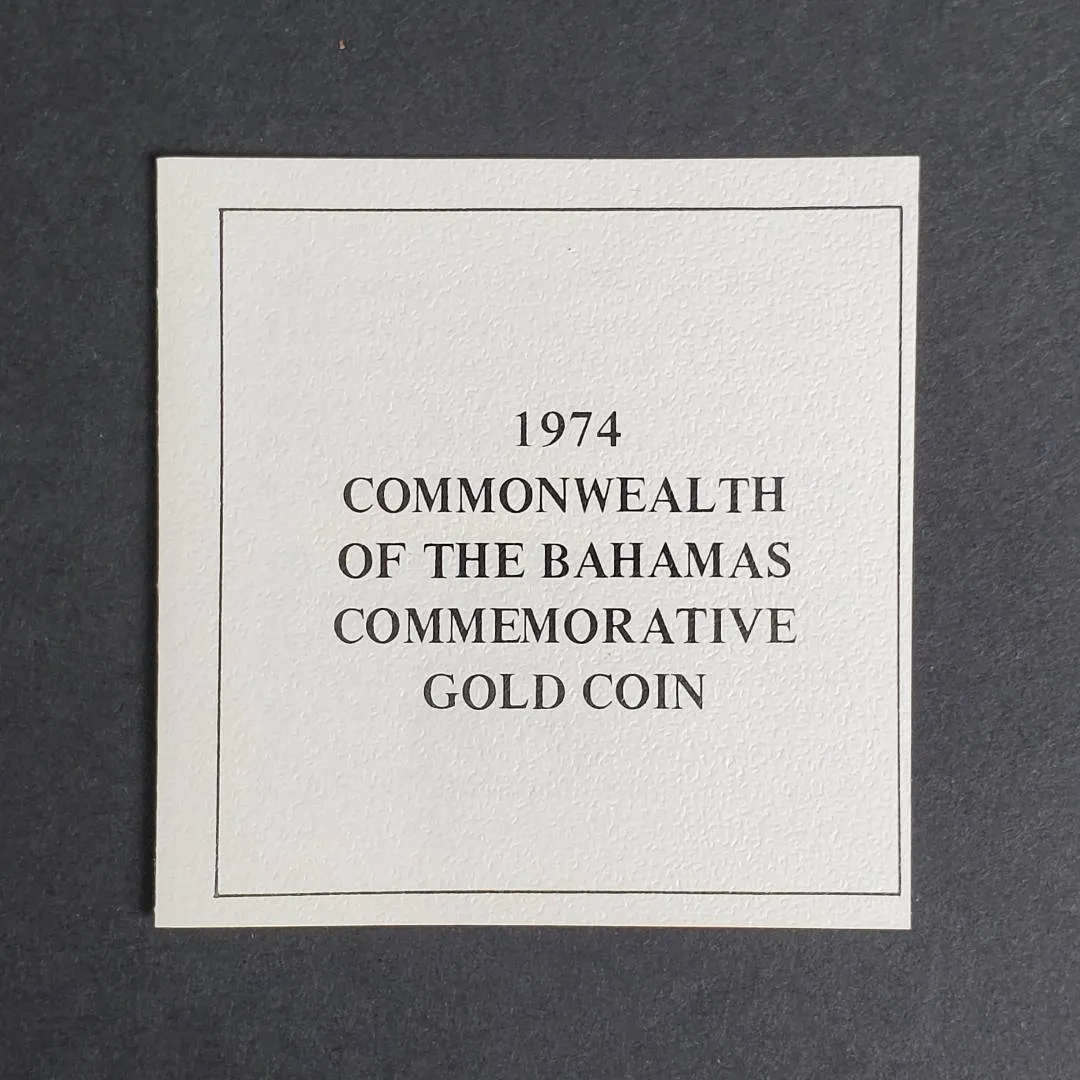 1974
COMMONWEALTH
OF THE BAHAMAS
COMMEMORATIVE
GOLD COIN